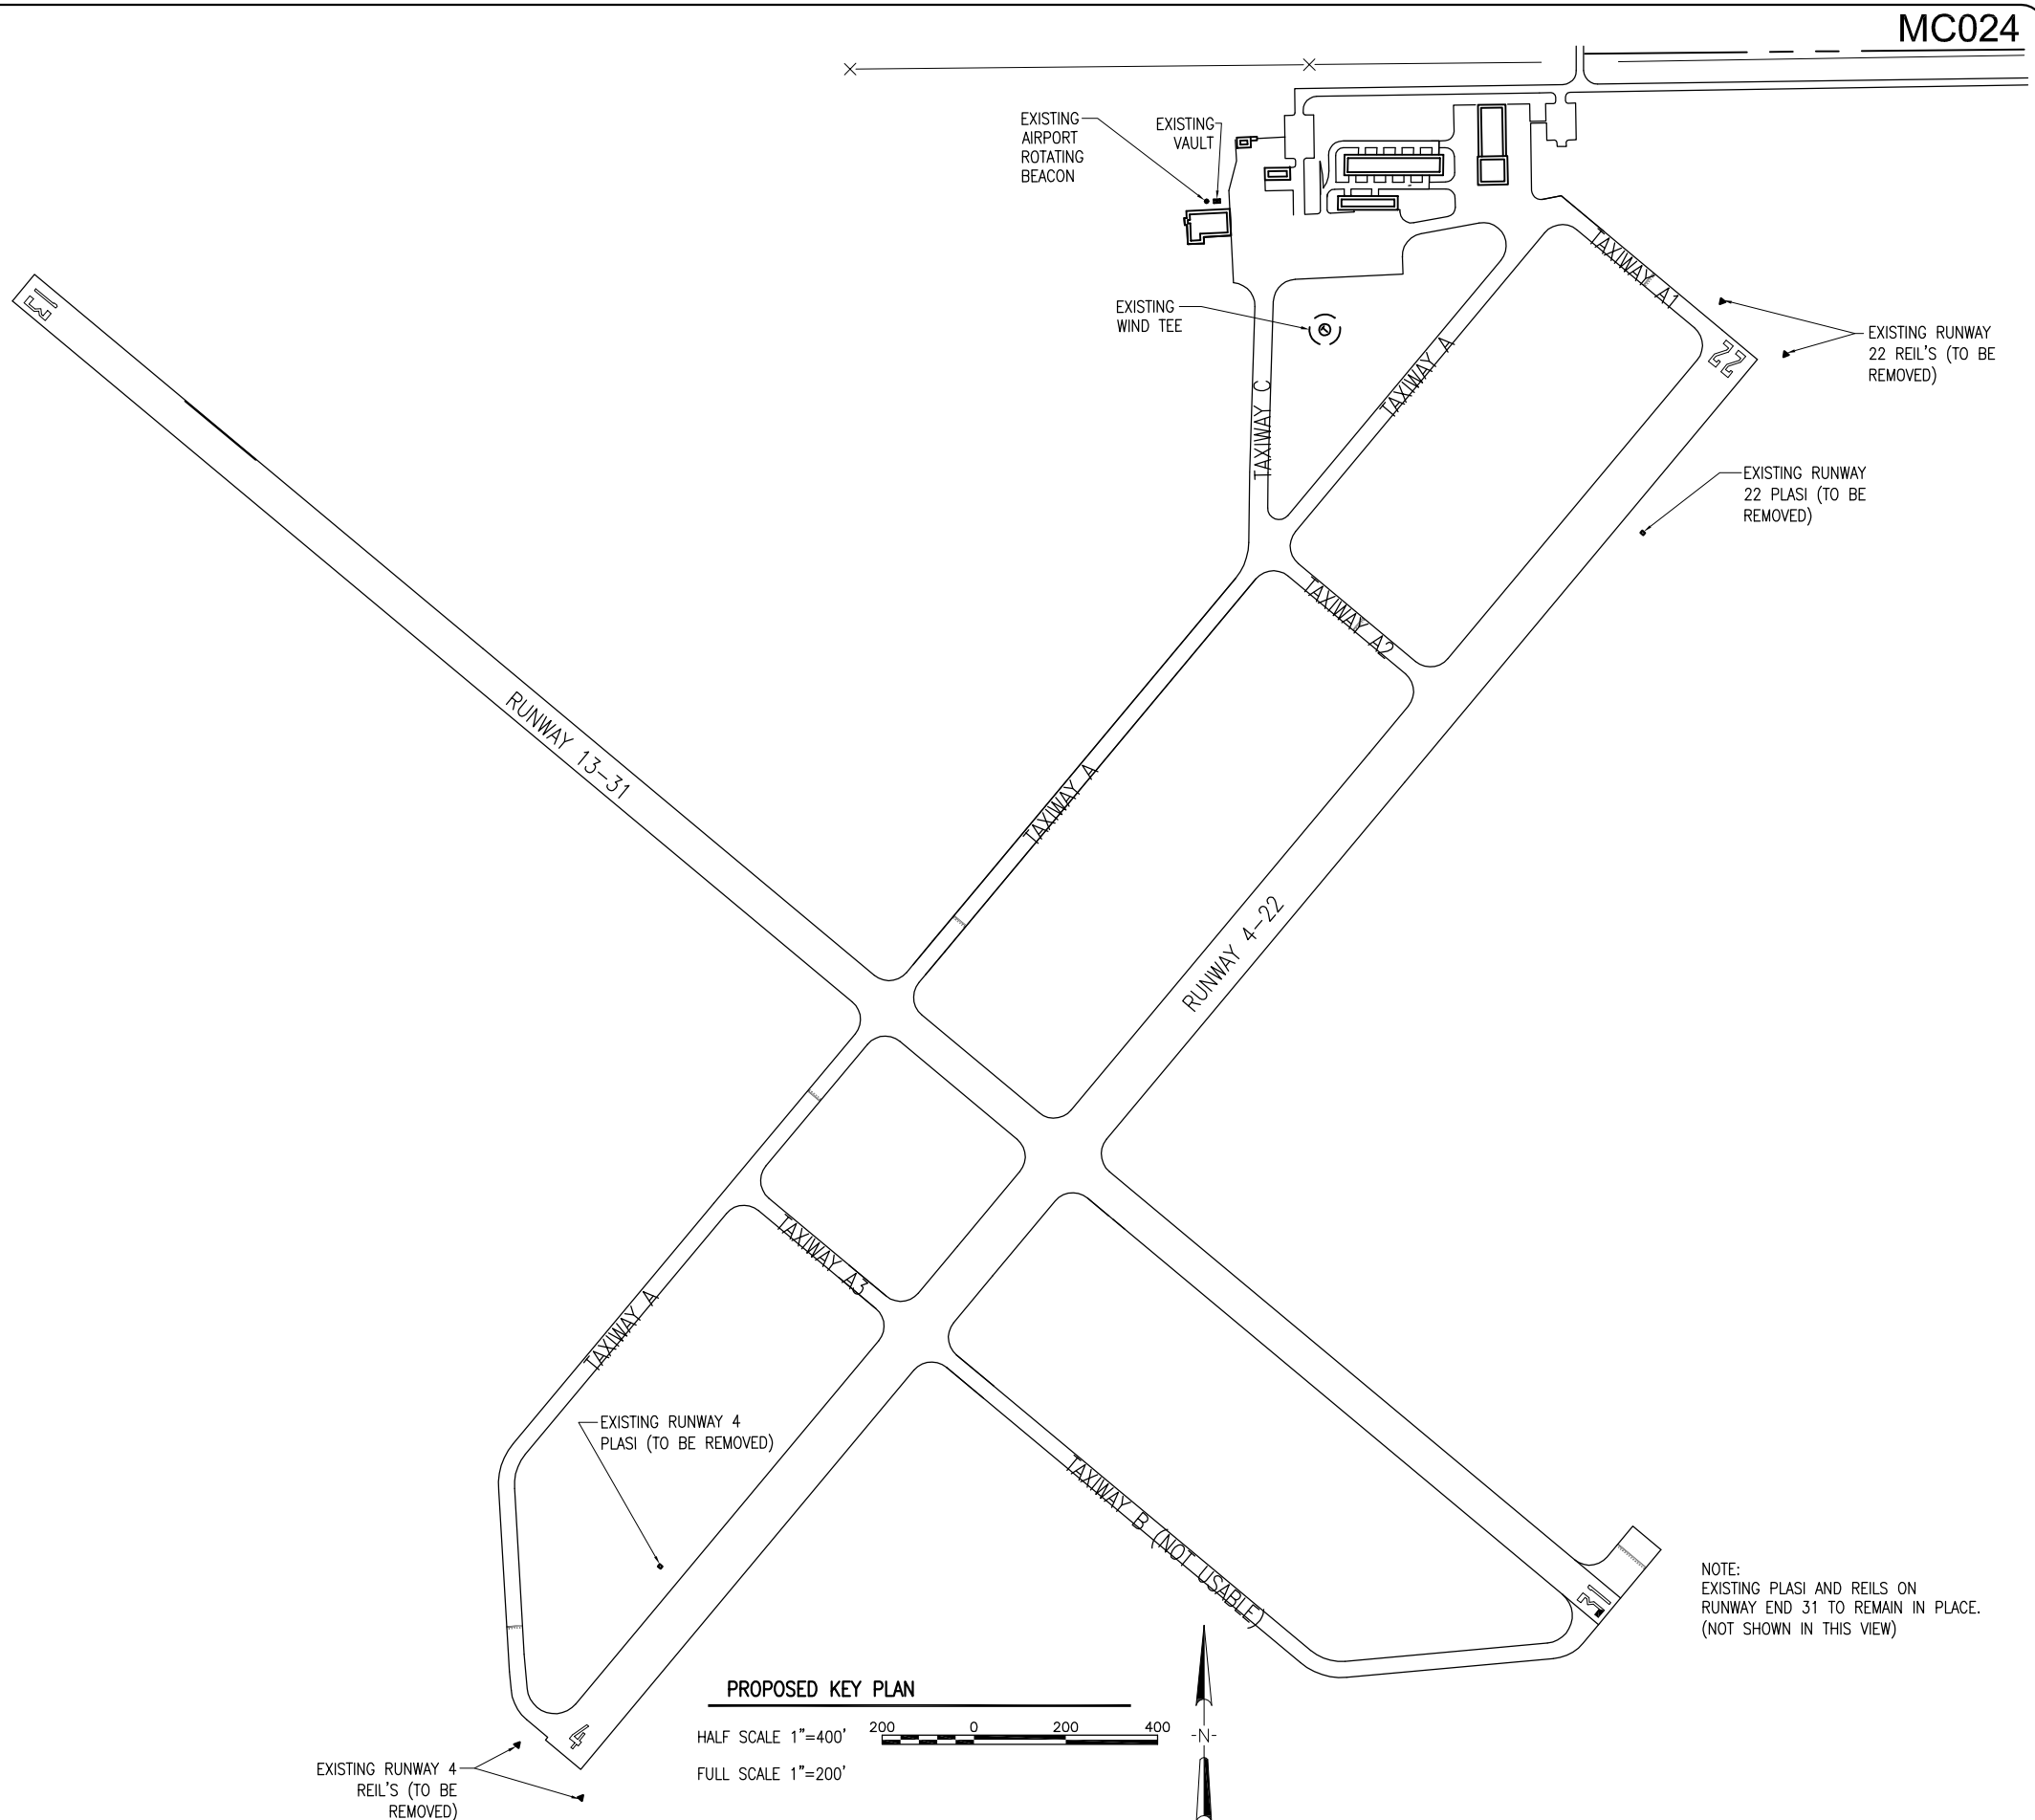 MC024
EXISTING
AIRPORT
ROTATING
BEACON
EXISTING
VAULT
TAXIWAY A1
13
EXISTING
WIND TEE
22
EXISTING RUNWAY
22 REIL'S (TO BE
REMOVED)
TAXIWAY A
TAXIWAY C
EXISTING RUNWAY
22 PLASI (TO BE
REMOVED)
TAXIWAY A2
RUNWAY 13-31
TAXIWAY A
RUNWAY 4-22
TAXIWAY A3
TAXIWAY A
EXISTING RUNWAY 4
PLASI (TO BE REMOVED)
TAXIWAY B (NOT USABLE)
31
NOTE:
EXISTING PLASI AND REILS ON
RUNWAY END 31 TO REMAIN IN PLACE.
(NOT SHOWN IN THIS VIEW)
PROPOSED KEY PLAN
HALF SCALE 1"=400'
200 0 200 400
FULL SCALE 1"=200'
-N-
4
EXISTING RUNWAY 4
REIL'S (TO BE
REMOVED)